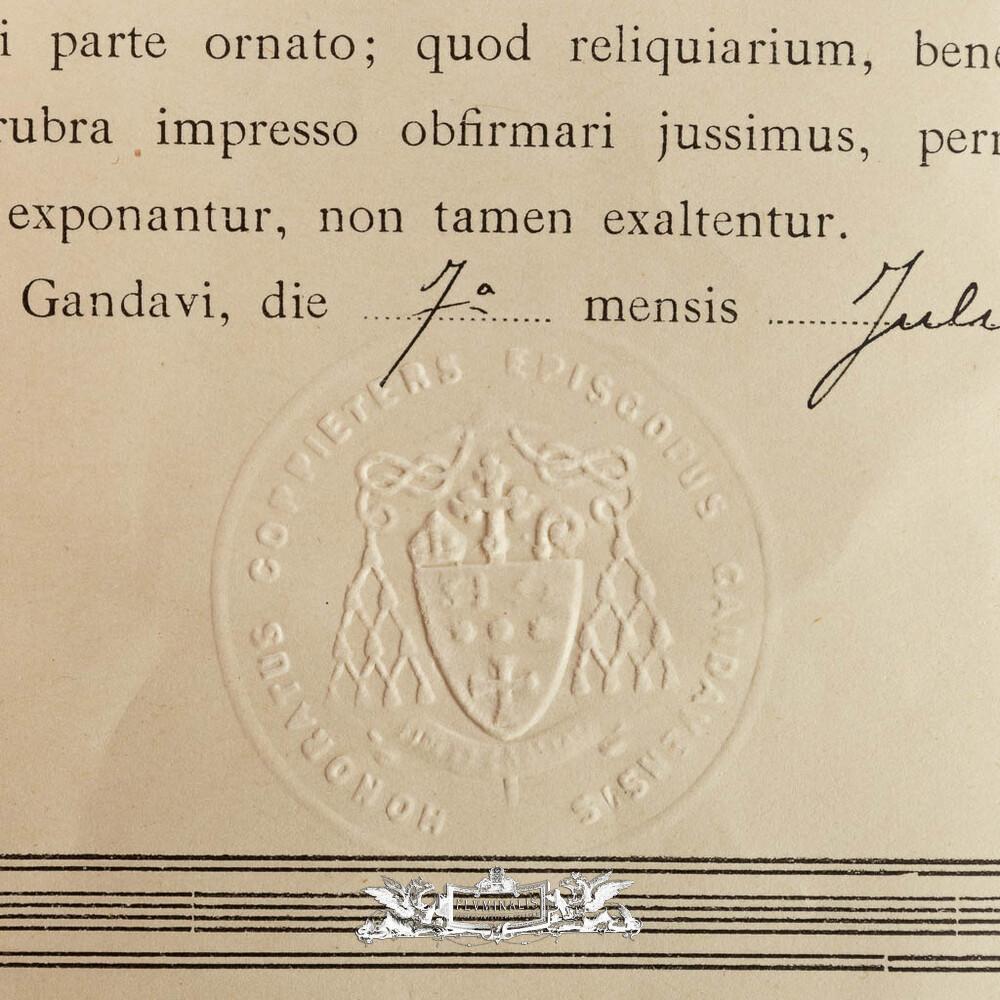 i parte ornato; quod reliquiarium, bene
rubra impresso obfirmari jussimus, perm
exponantur, non tamen exaltentur.
Gandavi, die 7ª mensis Juli
HONORATUS COPPIETERS EPISCOPUS GANDAVENSIS